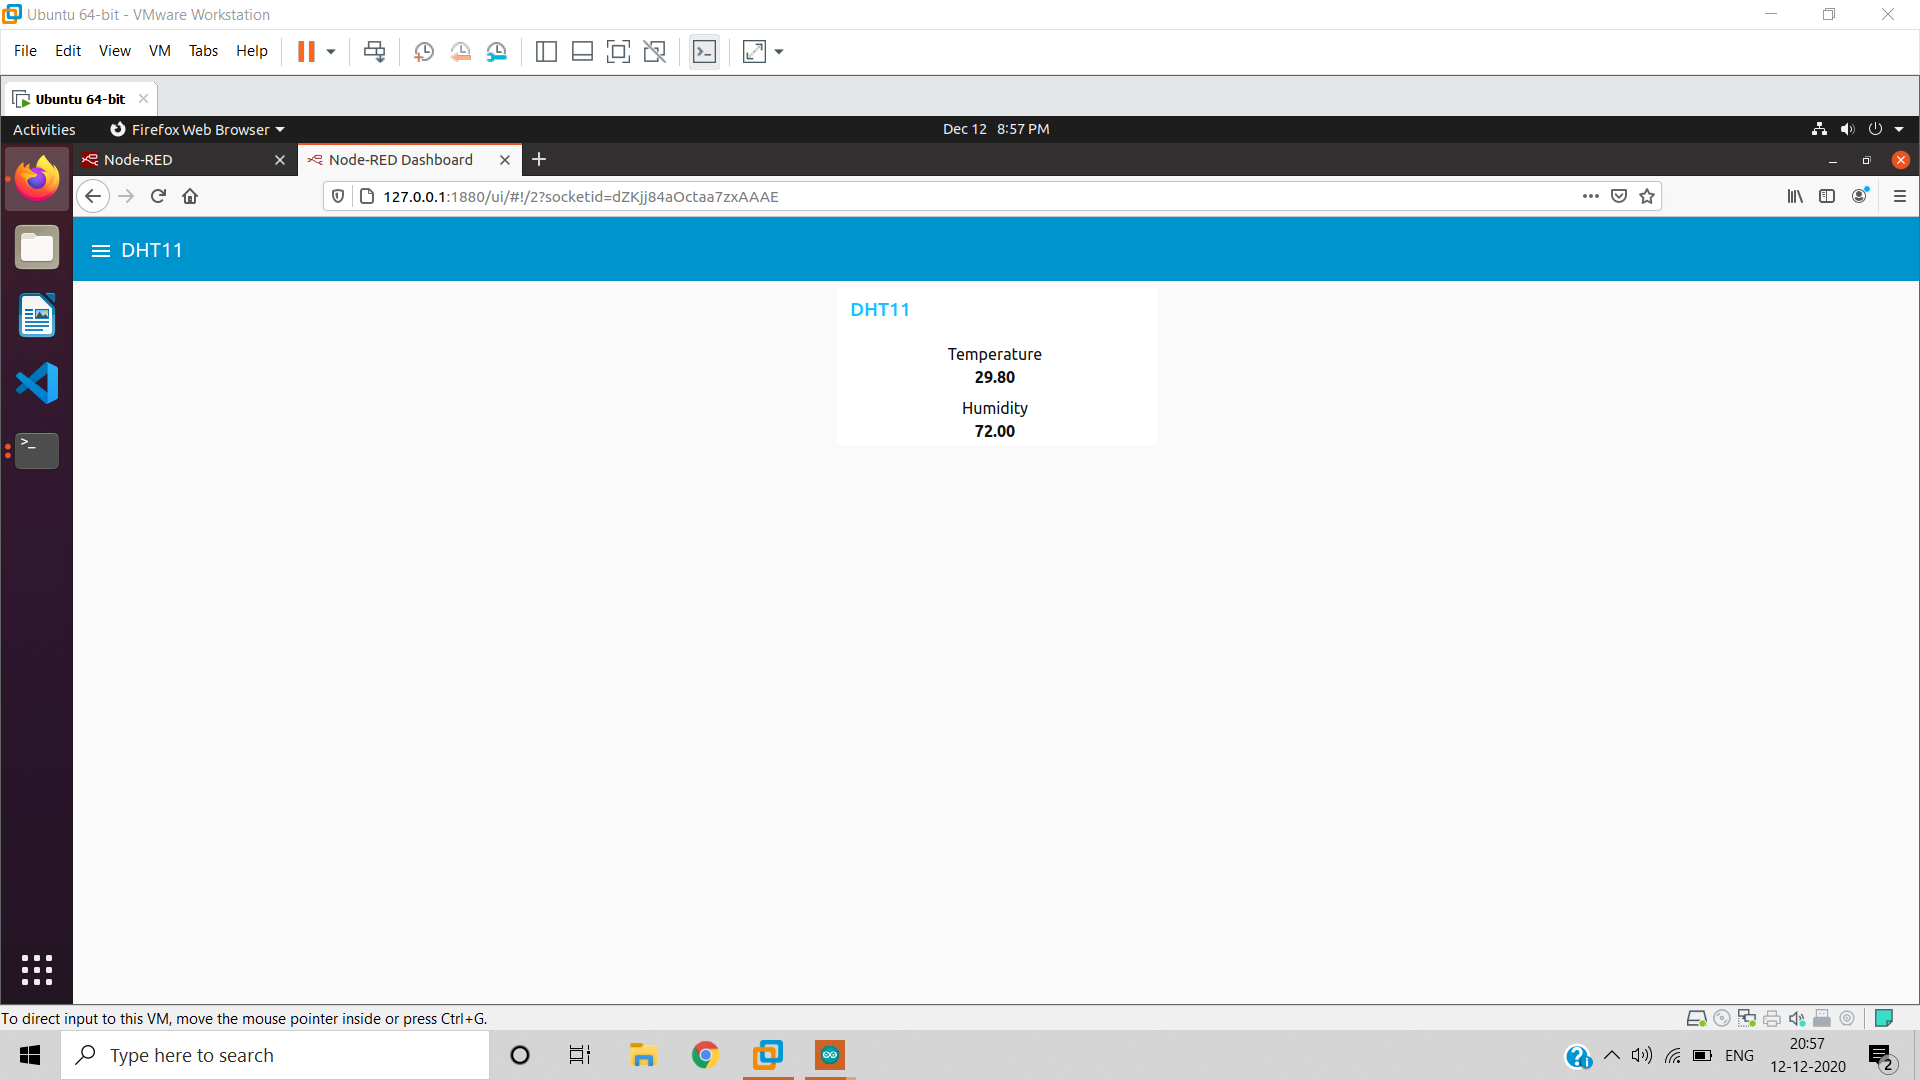 Ubuntu 64-bit - VMware Workstation
File Edit View VM Tabs Help
Ubuntu 64-bit
Activities Firefox Web Browser Dec 12 8:57 PM
Node-RED Node-RED Dashboard
127.0.0.1:1880/ui/#!/2?socketid=dZKjj84aOctaa7zxAAAE
DHT11
DHT11
Temperature
29.80
Humidity
72.00
To direct input to this VM, move the mouse pointer inside or press Ctrl+G.
Type here to search
ENG
20:57
12-12-2020
2